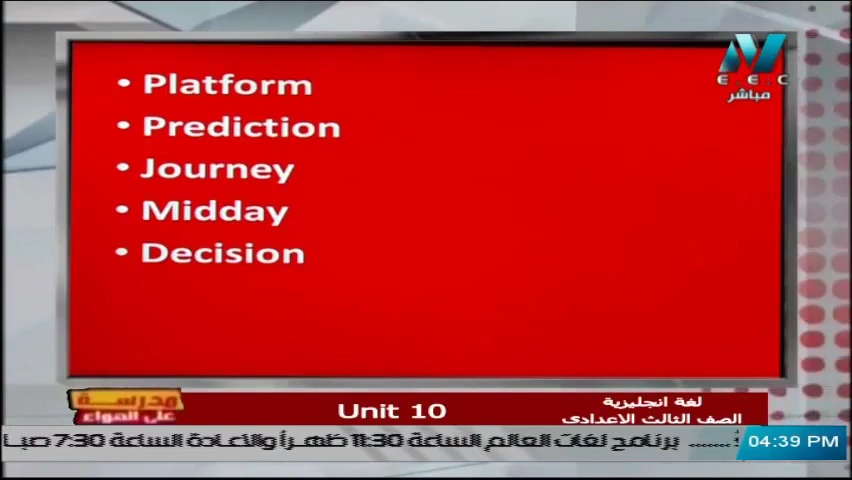 • Platform
• Prediction
• Journey
• Midday
• Decision
E . E . C
مباشر
مدرسة
على الهواء
Unit 10
لغة انجليزية
الصف الثالث الاعدادى
....... برنامج لغات العالم الساعة 11:30 ظهراً والاعادة الساعة 7:30 صبا
04:39 PM